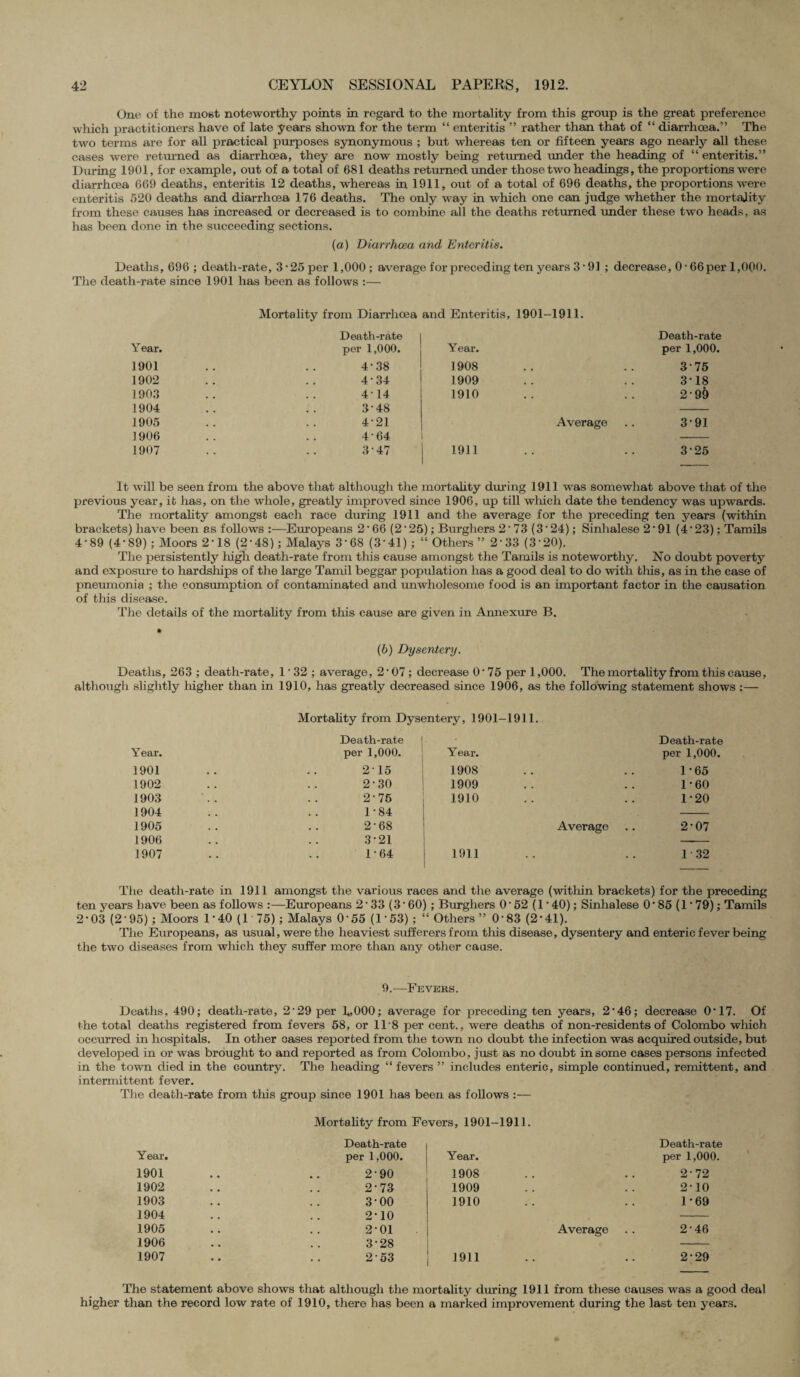 42 CEYLON SESSIONAL PAPERS, 1912.
One of the most noteworthy points in regard to the mortality from this group is the great preference
which practitioners have of late years shown for the term “ enteritis ” rather than that of “ diarrhœa.” The
two terms are for all practical purposes synonymous ; but whereas ten or fifteen years ago nearly all these
cases were returned as diarrhœa, they are now mostly being returned under the heading of “ enteritis.”
During 1901, for example, out of a total of 681 deaths returned under those two headings, the proportions were
diarrhœa 669 deaths, enteritis 12 deaths, whereas in 1911, out of a total of 696 deaths, the proportions were
enteritis 520 deaths and diarrhœa 176 deaths. The only way in which one can judge whether the mortality
from these causes has increased or decreased is to combine all the deaths returned under these two heads, as
has been done in the succeeding sections.
(a) Diarrhœa and Enteritis.
Deaths, 696 ; death-rate, 3·25 per 1,000 ; average for preceding ten years 3·91 ; decrease, 0·66 per 1,000.
The death-rate since 1901 has been as follows :—
Mortality from Diarrhœa and Enteritis, 1901–1911.
Death-rate Death-rate
Year. per 1,000. Year. per 1,000.
1901 .. .. 4·38 1908 .. .. 3·75
1902 .. .. 4·34 1909 .. .. 3·18
1903 .. .. 4·14 1910 .. .. 2·99
1904 .. .. 3·48
1905 .. .. 4·21 Average .. 3·91
1906 .. .. 4·64
1907 .. .. 3·47 1911 .. .. 3·25
It will be seen from the above that although the mortality during 1911 was somewhat above that of the
previous year, it has, on the whole, greatly improved since 1906, up till which date the tendency was upwards.
The mortality amongst each race during 1911 and the average for the preceding ten years (within
brackets) have been as follows :—Europeans 2·66 (2·25) ; Burghers 2·73 (3·24) ; Sinhalese 2·91 (4·23) ; Tamils
4·89 (4·89) ; Moors 2·18 (2·48) ; Malays 3·68 (3·41) ; “ Others ” 2·33 (3·20).
The persistently high death-rate from this cause amongst the Tamils is noteworthy. No doubt poverty
and exposure to hardships of the large Tamil beggar population has a good deal to do with this, as in the case of
pneumonia ; the consumption of contaminated and unwholesome food is an important factor in the causation
of this disease.
The details of the mortality from this cause are given in Annexure B.
(b) Dysentery.
Deaths, 263 ; death-rate, 1·32 ; average, 2·07 ; decrease 0·75 per 1,000. The mortality from this cause,
although slightly higher than in 1910, has greatly decreased since 1906, as the following statement shows :—
Mortality from Dysentery, 1901–1911.
Death-rate Death-rate
Year. per 1,000. Year. per 1,000.
1901 .. .. 2·15 1908 .. .. 1·65
1902 .. .. 2·30 1909 .. .. 1·60
1903 .. .. 2·75 1910 .. .. 1·20
1904 .. .. 1·84
1905 .. .. 2·68 Average .. 2·07
1906 .. .. 3·21
1907 .. .. 1·64 1911 .. .. 1·32
The death-rate in 1911 amongst the various races and the average (within brackets) for the preceding
ten years have been as follows :—Europeans 2·33 (3·60) ; Burghers 0·52 (1·40) ; Sinhalese 0·85 (1·79) ; Tamils
2·03 (2·95) ; Moors 1·40 (1·75) ; Malays 0·55 (1·53) ; “ Others ” 0·83 (2·41).
The Europeans, as usual, were the heaviest sufferers from this disease, dysentery and enteric fever being
the two diseases from which they suffer more than any other cause.
9.—FEVERS.
Deaths, 490; death-rate, 2·29 per 1,000; average for preceding ten years, 2·46; decrease 0·17. Of
the total deaths registered from fevers 58, or 11·8 per cent., were deaths of non-residents of Colombo which
occurred in hospitals. In other cases reported from the town no doubt the infection was acquired outside, but
developed in or was brought to and reported as from Colombo, just as no doubt in some cases persons infected
in the town died in the country. The heading “ fevers ” includes enteric, simple continued, remittent, and
intermittent fever.
The death-rate from this group since 1901 has been as follows :—
Mortality from Fevers, 1901–1911.
Death-rate Death-rate
Year. per 1,000. Year. per 1,000.
1901 .. .. 2·90 1908 .. .. 2·72
1902 .. .. 2·73 1909 .. .. 2·10
1903 .. .. 3·00 1910 .. .. 1·69
1904 .. .. 2·10
1905 .. .. 2·01 Average .. 2·46
1906 .. .. 3·28
1907 .. .. 2·53 1911 .. .. 2·29
The statement above shows that although the mortality during 1911 from these causes was a good deal
higher than the record low rate of 1910, there has been a marked improvement during the last ten years.